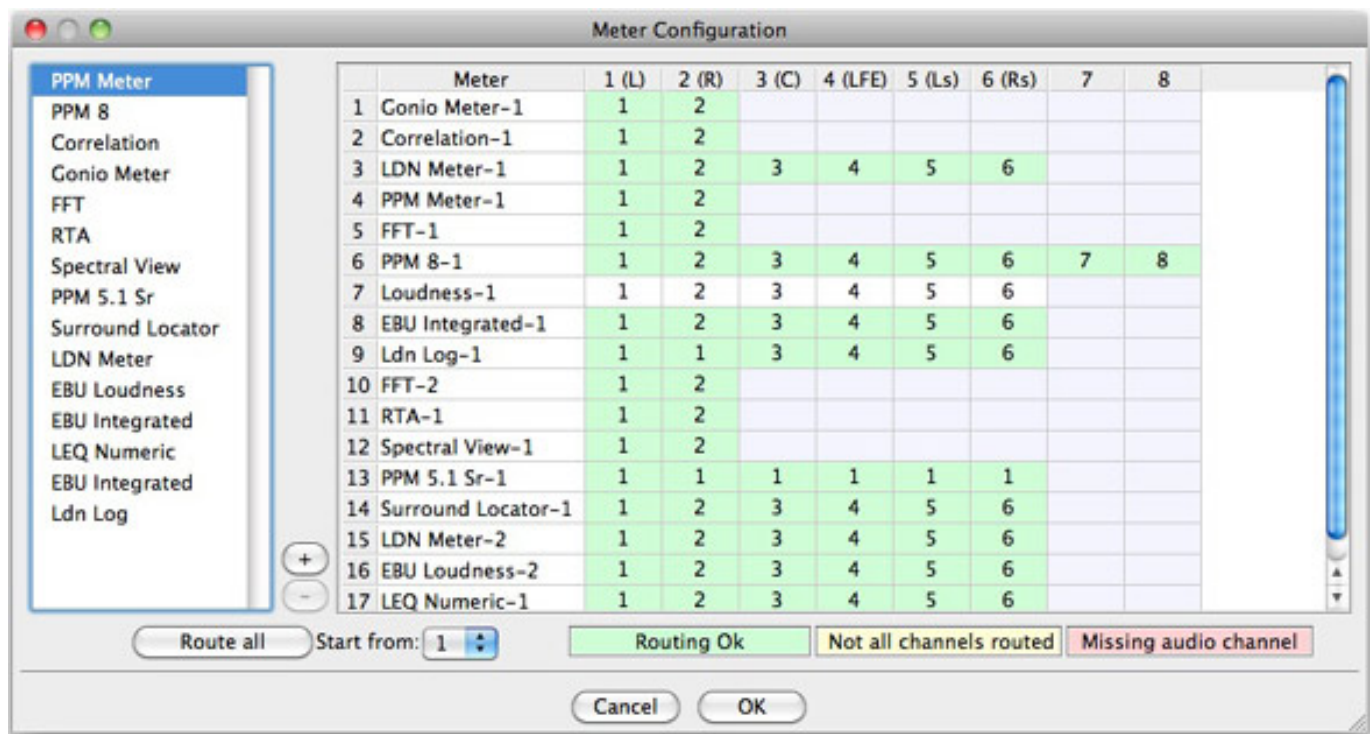 Meter Configuration
PPM Meter
PPM 8
Correlation
Gonio Meter
FFT
RTA
Spectral View
PPM 5.1 Sr
Surround Locator
LDN Meter
EBU Loudness
EBU Integrated
LEQ Numeric
EBU Integrated
Ldn Log
+
-
Meter 1 (L) 2 (R) 3 (C) 4 (LFE) 5 (Ls) 6 (Rs) 7 8
1 Gonio Meter-1 1 2
2 Correlation-1 1 2
3 LDN Meter-1 1 2 3 4 5 6
4 PPM Meter-1 1 2
5 FFT-1 1 2
6 PPM 8-1 1 2 3 4 5 6 7 8
7 Loudness-1 1 2 3 4 5 6
8 EBU Integrated-1 1 2 3 4 5 6
9 Ldn Log-1 1 1 3 4 5 6
10 FFT-2 1 2
11 RTA-1 1 2
12 Spectral View-1 1 2
13 PPM 5.1 Sr-1 1 1 1 1 1 1
14 Surround Locator-1 1 2 3 4 5 6
15 LDN Meter-2 1 2 3 4 5 6
16 EBU Loudness-2 1 2 3 4 5 6
17 LEQ Numeric-1 1 2 3 4 5 6
Route all Start from: 1 Routing Ok Not all channels routed Missing audio channel
Cancel OK